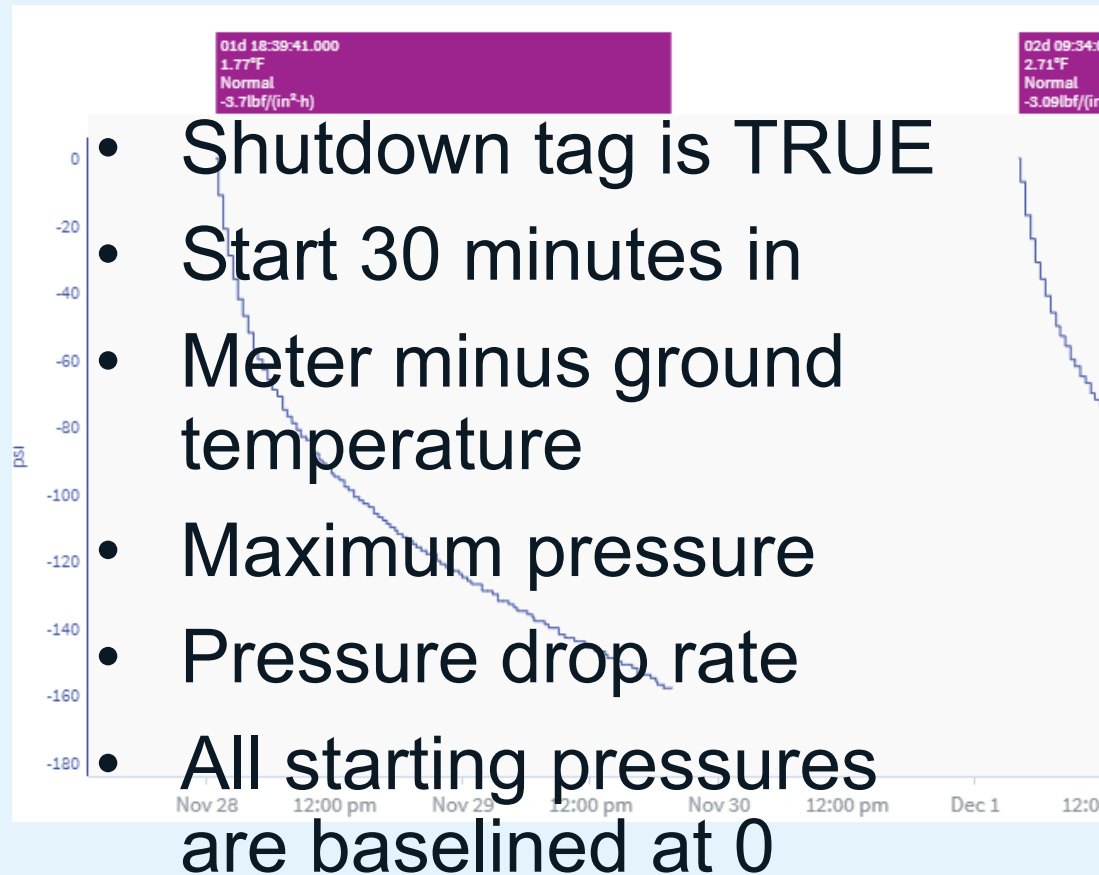 01d 18:39:41.000
1.77°F
Normal
-3.7lbf/(in²·h)
02d 09:34:
2.71°F
Normal
-3.09lbf/(in
• Shutdown tag is TRUE
• Start 30 minutes in
• Meter minus ground
temperature
• Maximum pressure
• Pressure drop rate
• All starting pressures
are baselined at 0
0
-20
-40
-60
-80
-100
-120
-140
-160
-180
psi
Nov 28 12:00 pm Nov 29 12:00 pm Nov 30 12:00 pm Dec 1 12:0